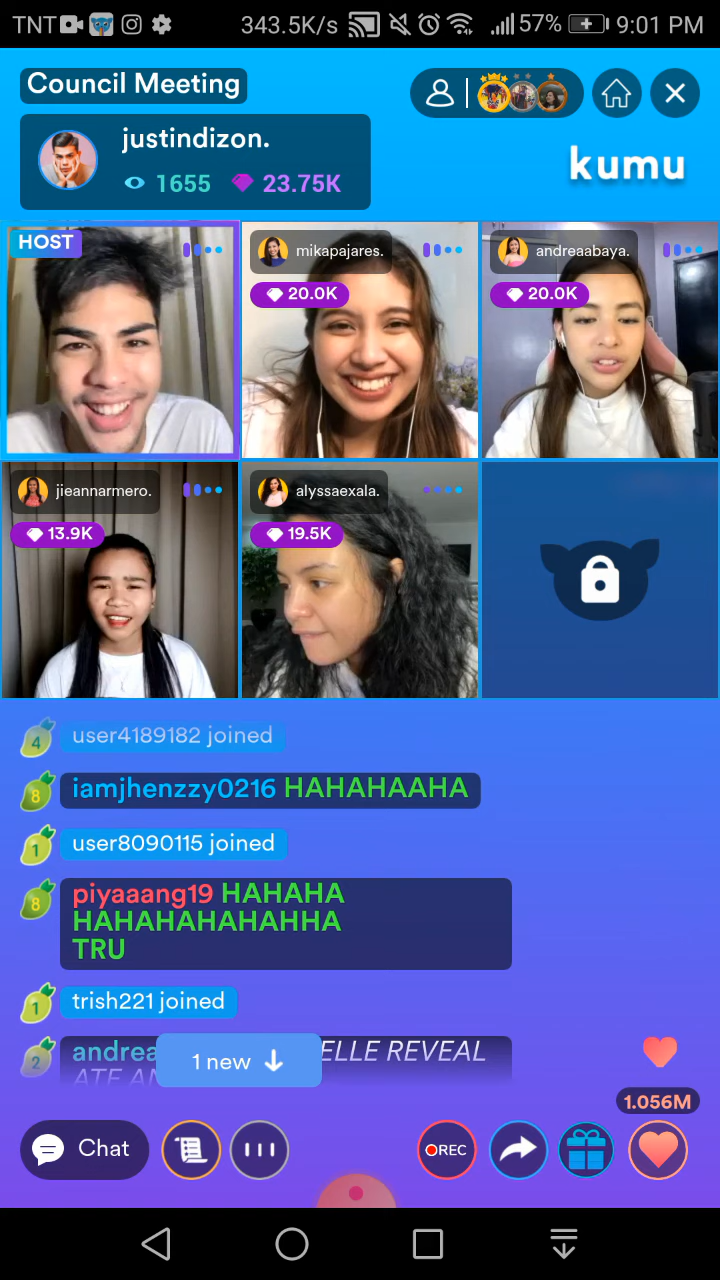 TNT 343.5K/s 57% 9:01 PM
Council Meeting
justindizon.
1655 23.75K
kumu
HOST
mikapajares.
20.0K
andreaabaya.
20.0K
jieannarmero.
13.9K
alyssaexala.
19.5K
4 user4189182 joined
8 iamjhenzzy0216 HAHAHAAHA
1 user8090115 joined
8 piyaaang19 HAHAHA
HAHAHAHAHAHHA
TRU
1 trish221 joined
2 andrea ELLE REVEAL
ATE
1 new
1.056M
Chat
REC